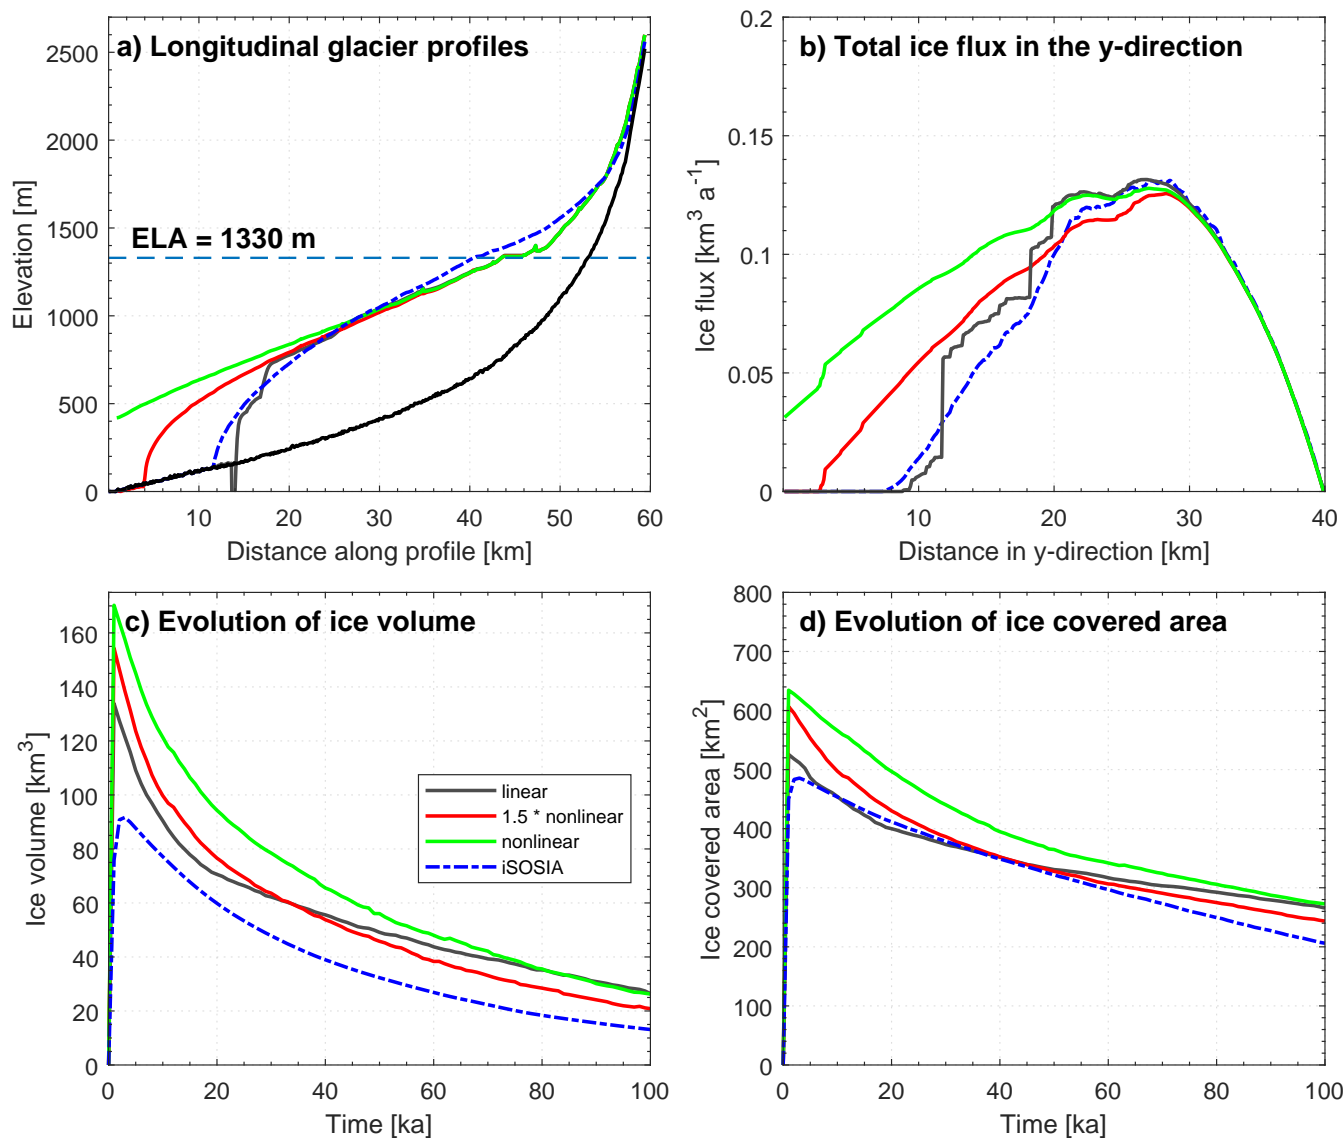 a) Longitudinal glacier profiles
Elevation [m]
2500
2000
1500
1000
500
0
ELA = 1330 m
10 20 30 40 50 60
Distance along profile [km]
b) Total ice flux in the y-direction
Ice flux [km³ a⁻¹]
0.2
0.15
0.1
0.05
0
0 10 20 30 40
Distance in y-direction [km]
c) Evolution of ice volume
Ice volume [km³]
160
140
120
100
80
60
40
20
0
linear
1.5 * nonlinear
nonlinear
iSOSIA
0 20 40 60 80 100
Time [ka]
d) Evolution of ice covered area
Ice covered area [km²]
800
700
600
500
400
300
200
100
0
0 20 40 60 80 100
Time [ka]